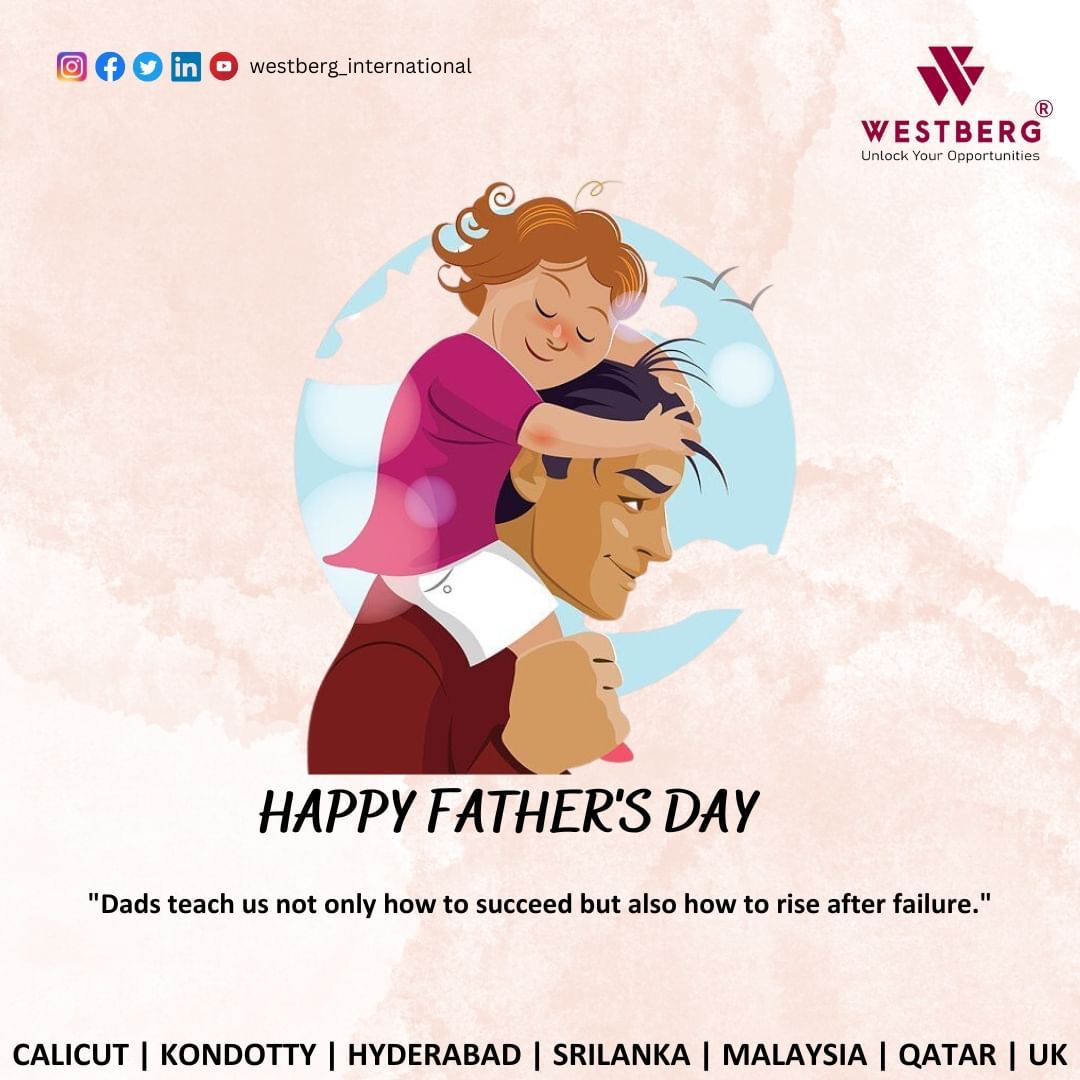 westberg_international
WESTBERG®
Unlock Your Opportunities
HAPPY FATHER'S DAY
"Dads teach us not only how to succeed but also how to rise after failure."
CALICUT | KONDOTTY | HYDERABAD | SRILANKA | MALAYSIA | QATAR | UK